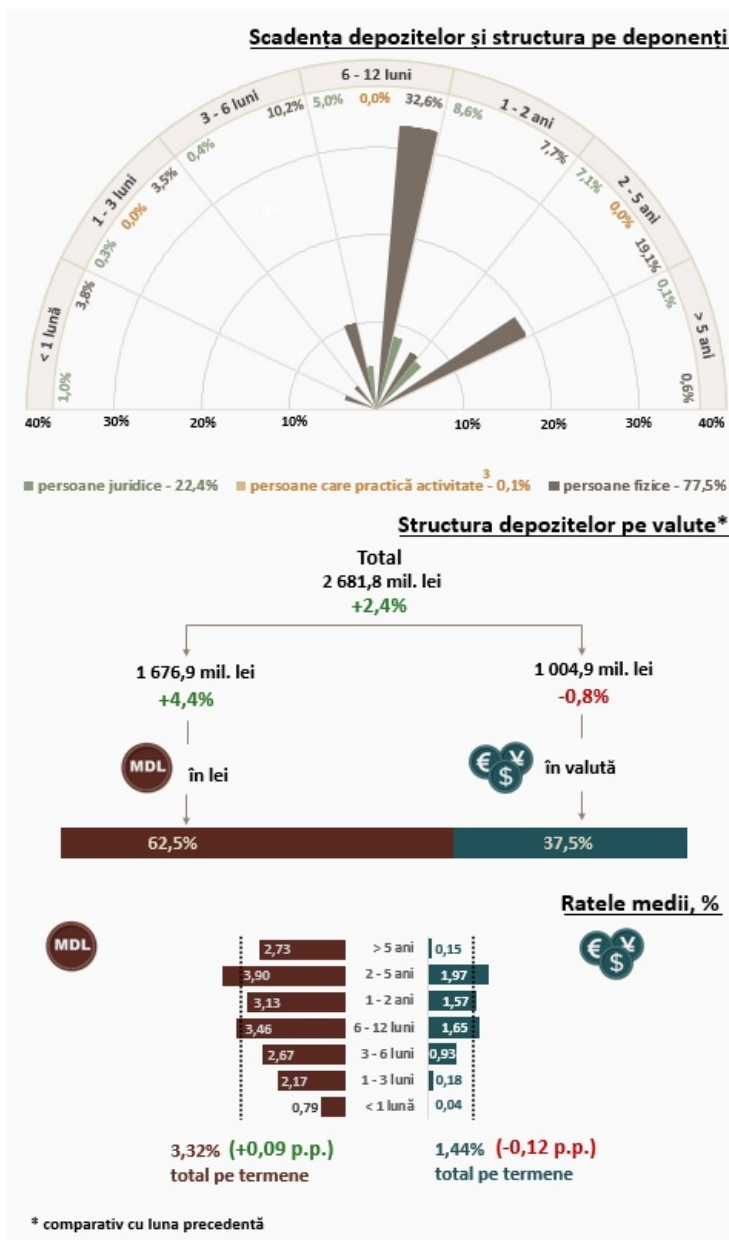 Scadența depozitelor și structura pe deponenți
6 - 12 luni
3 - 6 luni
10,2%
5,0%
0,0%
32,6%
8,6%
1 - 2 ani
1 - 3 luni
3,5%
0,4%
7,7%
7,1%
2 - 5 ani
0,0%
0,3%
0,0%
19,1%
< 1 lună
3,8%
0,1%
> 5 ani
1,0%
0,6%
40%
30%
20%
10%
10%
20%
30%
40%
persoane juridice - 22,4%
persoane care practică activitate³ - 0,1%
persoane fizice - 77,5%
Structura depozitelor pe valute*
Total
2 681,8 mil. lei
+2,4%
1 676,9 mil. lei
1 004,9 mil. lei
+4,4%
-0,8%
MDL
în lei
€ ¥ $
în valută
62,5%
37,5%
Ratele medii, %
MDL
€ ¥ $
2,73 > 5 ani 0,15
3,90 2 - 5 ani 1,97
3,13 1 - 2 ani 1,57
3,46 6 - 12 luni 1,65
2,67 3 - 6 luni 0,93
2,17 1 - 3 luni 0,18
0,79 < 1 lună 0,04
3,32% (+0,09 p.p.)
total pe termene
1,44% (-0,12 p.p.)
total pe termene
* comparativ cu luna precedentă